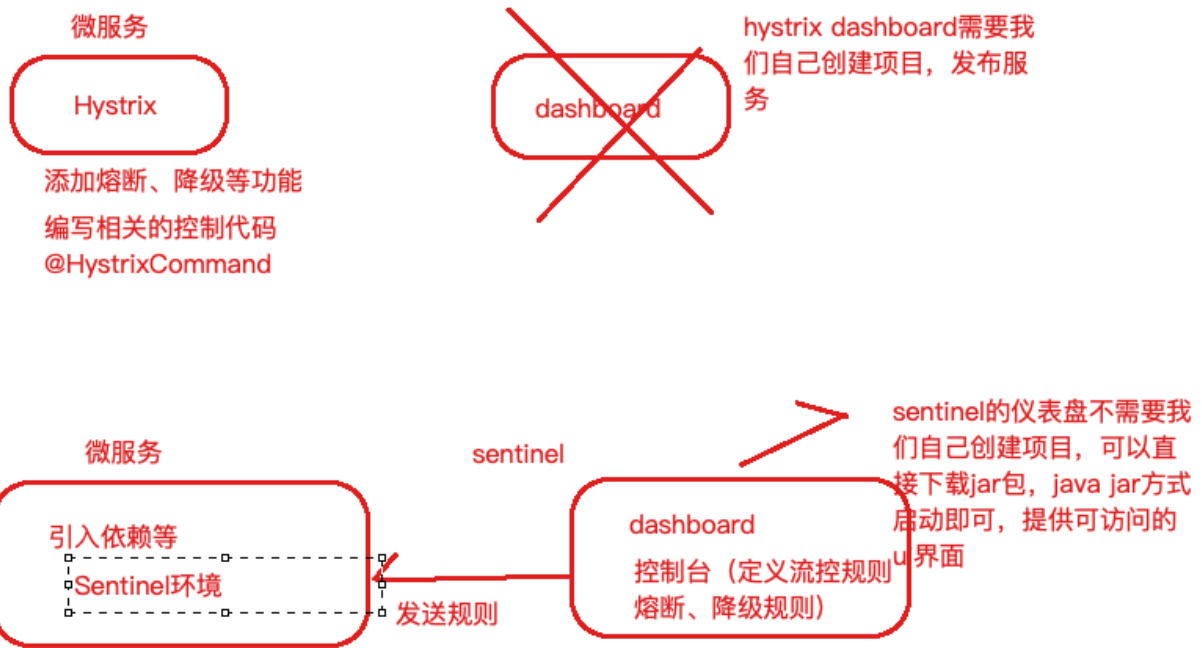 微服务
Hystrix
添加熔断、降级等功能
编写相关的控制代码
@HystrixCommand
dashboard
hystrix dashboard需要我
们自己创建项目，发布服
务
微服务
引入依赖等
Sentinel环境
sentinel
发送规则
dashboard
控制台（定义流控规则
熔断、降级规则）
sentinel的仪表盘不需要我
们自己创建项目，可以直
接下载jar包，java jar方式
启动即可，提供可访问的
界面